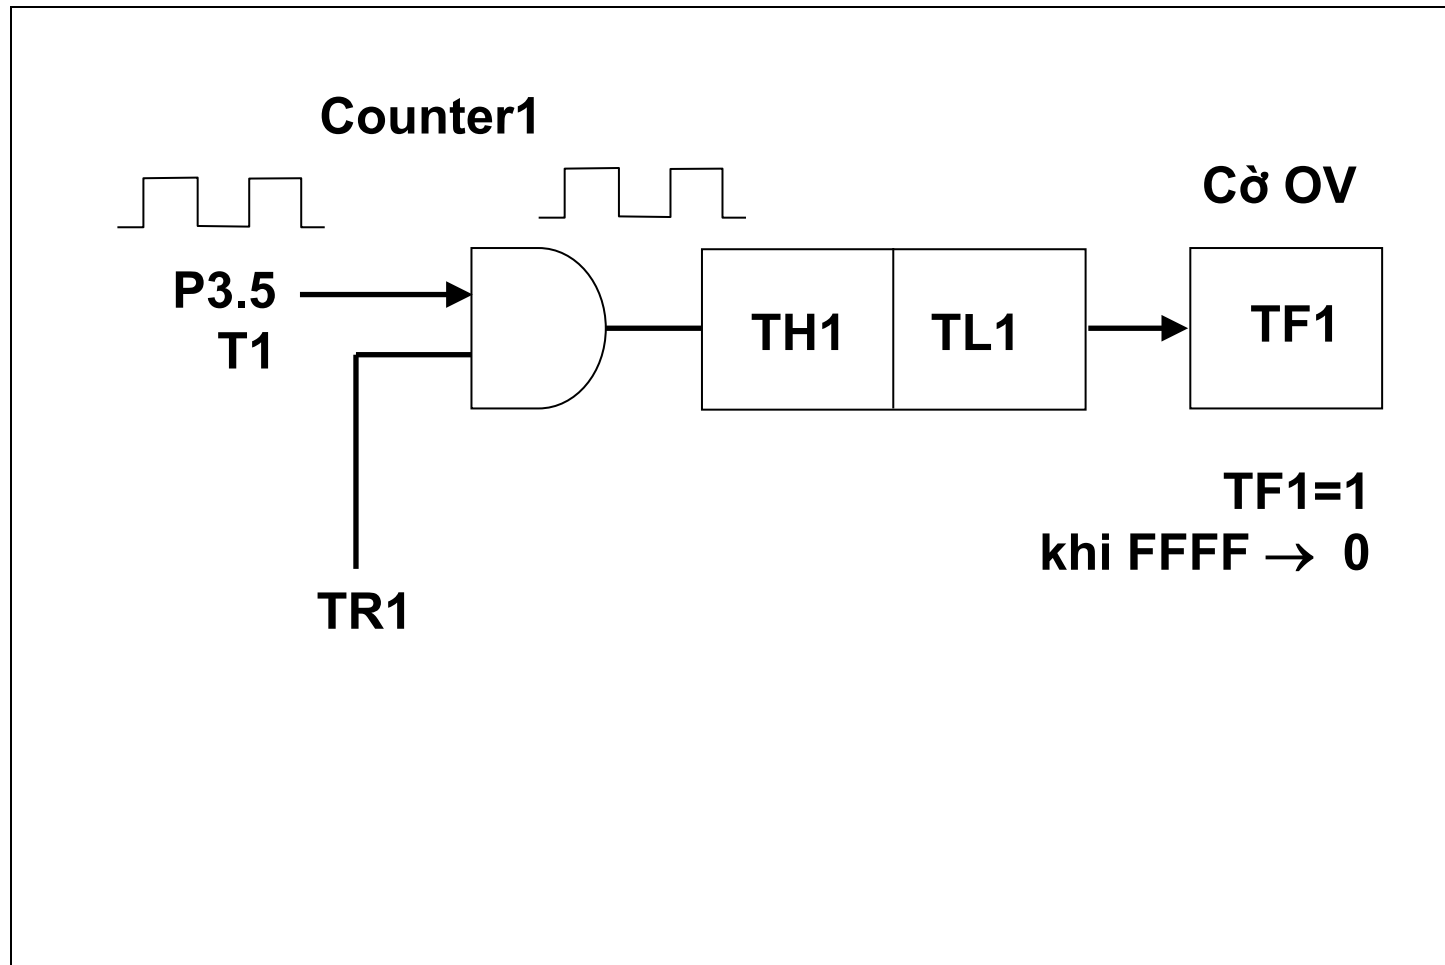 Counter1
Cờ OV
P3.5
T1
TH1
TL1
TF1
TF1=1
khi FFFF → 0
TR1